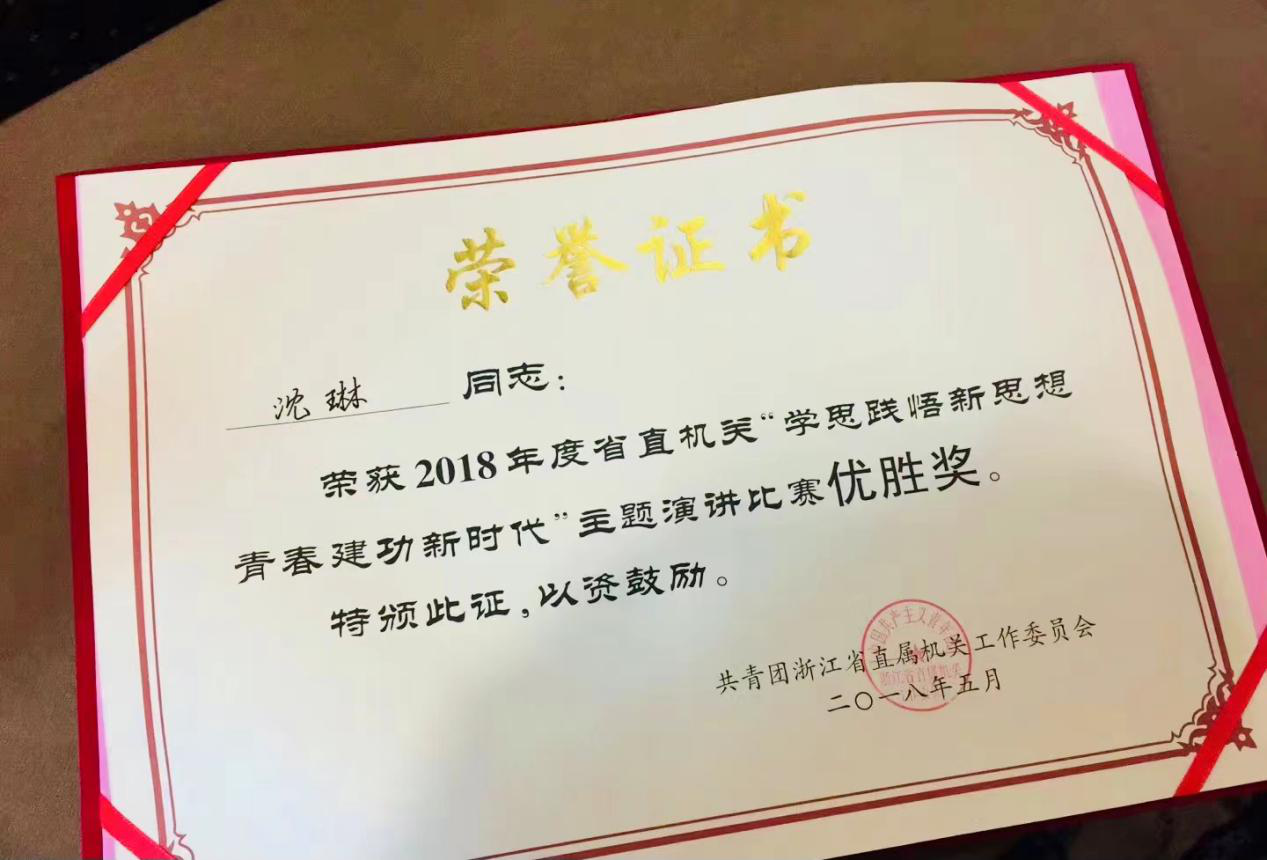 荣誉证书
沈琳 同志：
荣获2018年度省直机关“学思践悟新思想
青春建功新时代”主题演讲比赛优胜奖。
特颁此证，以资鼓励。
共青团浙江省直属机关工作委员会
二〇一八年五月